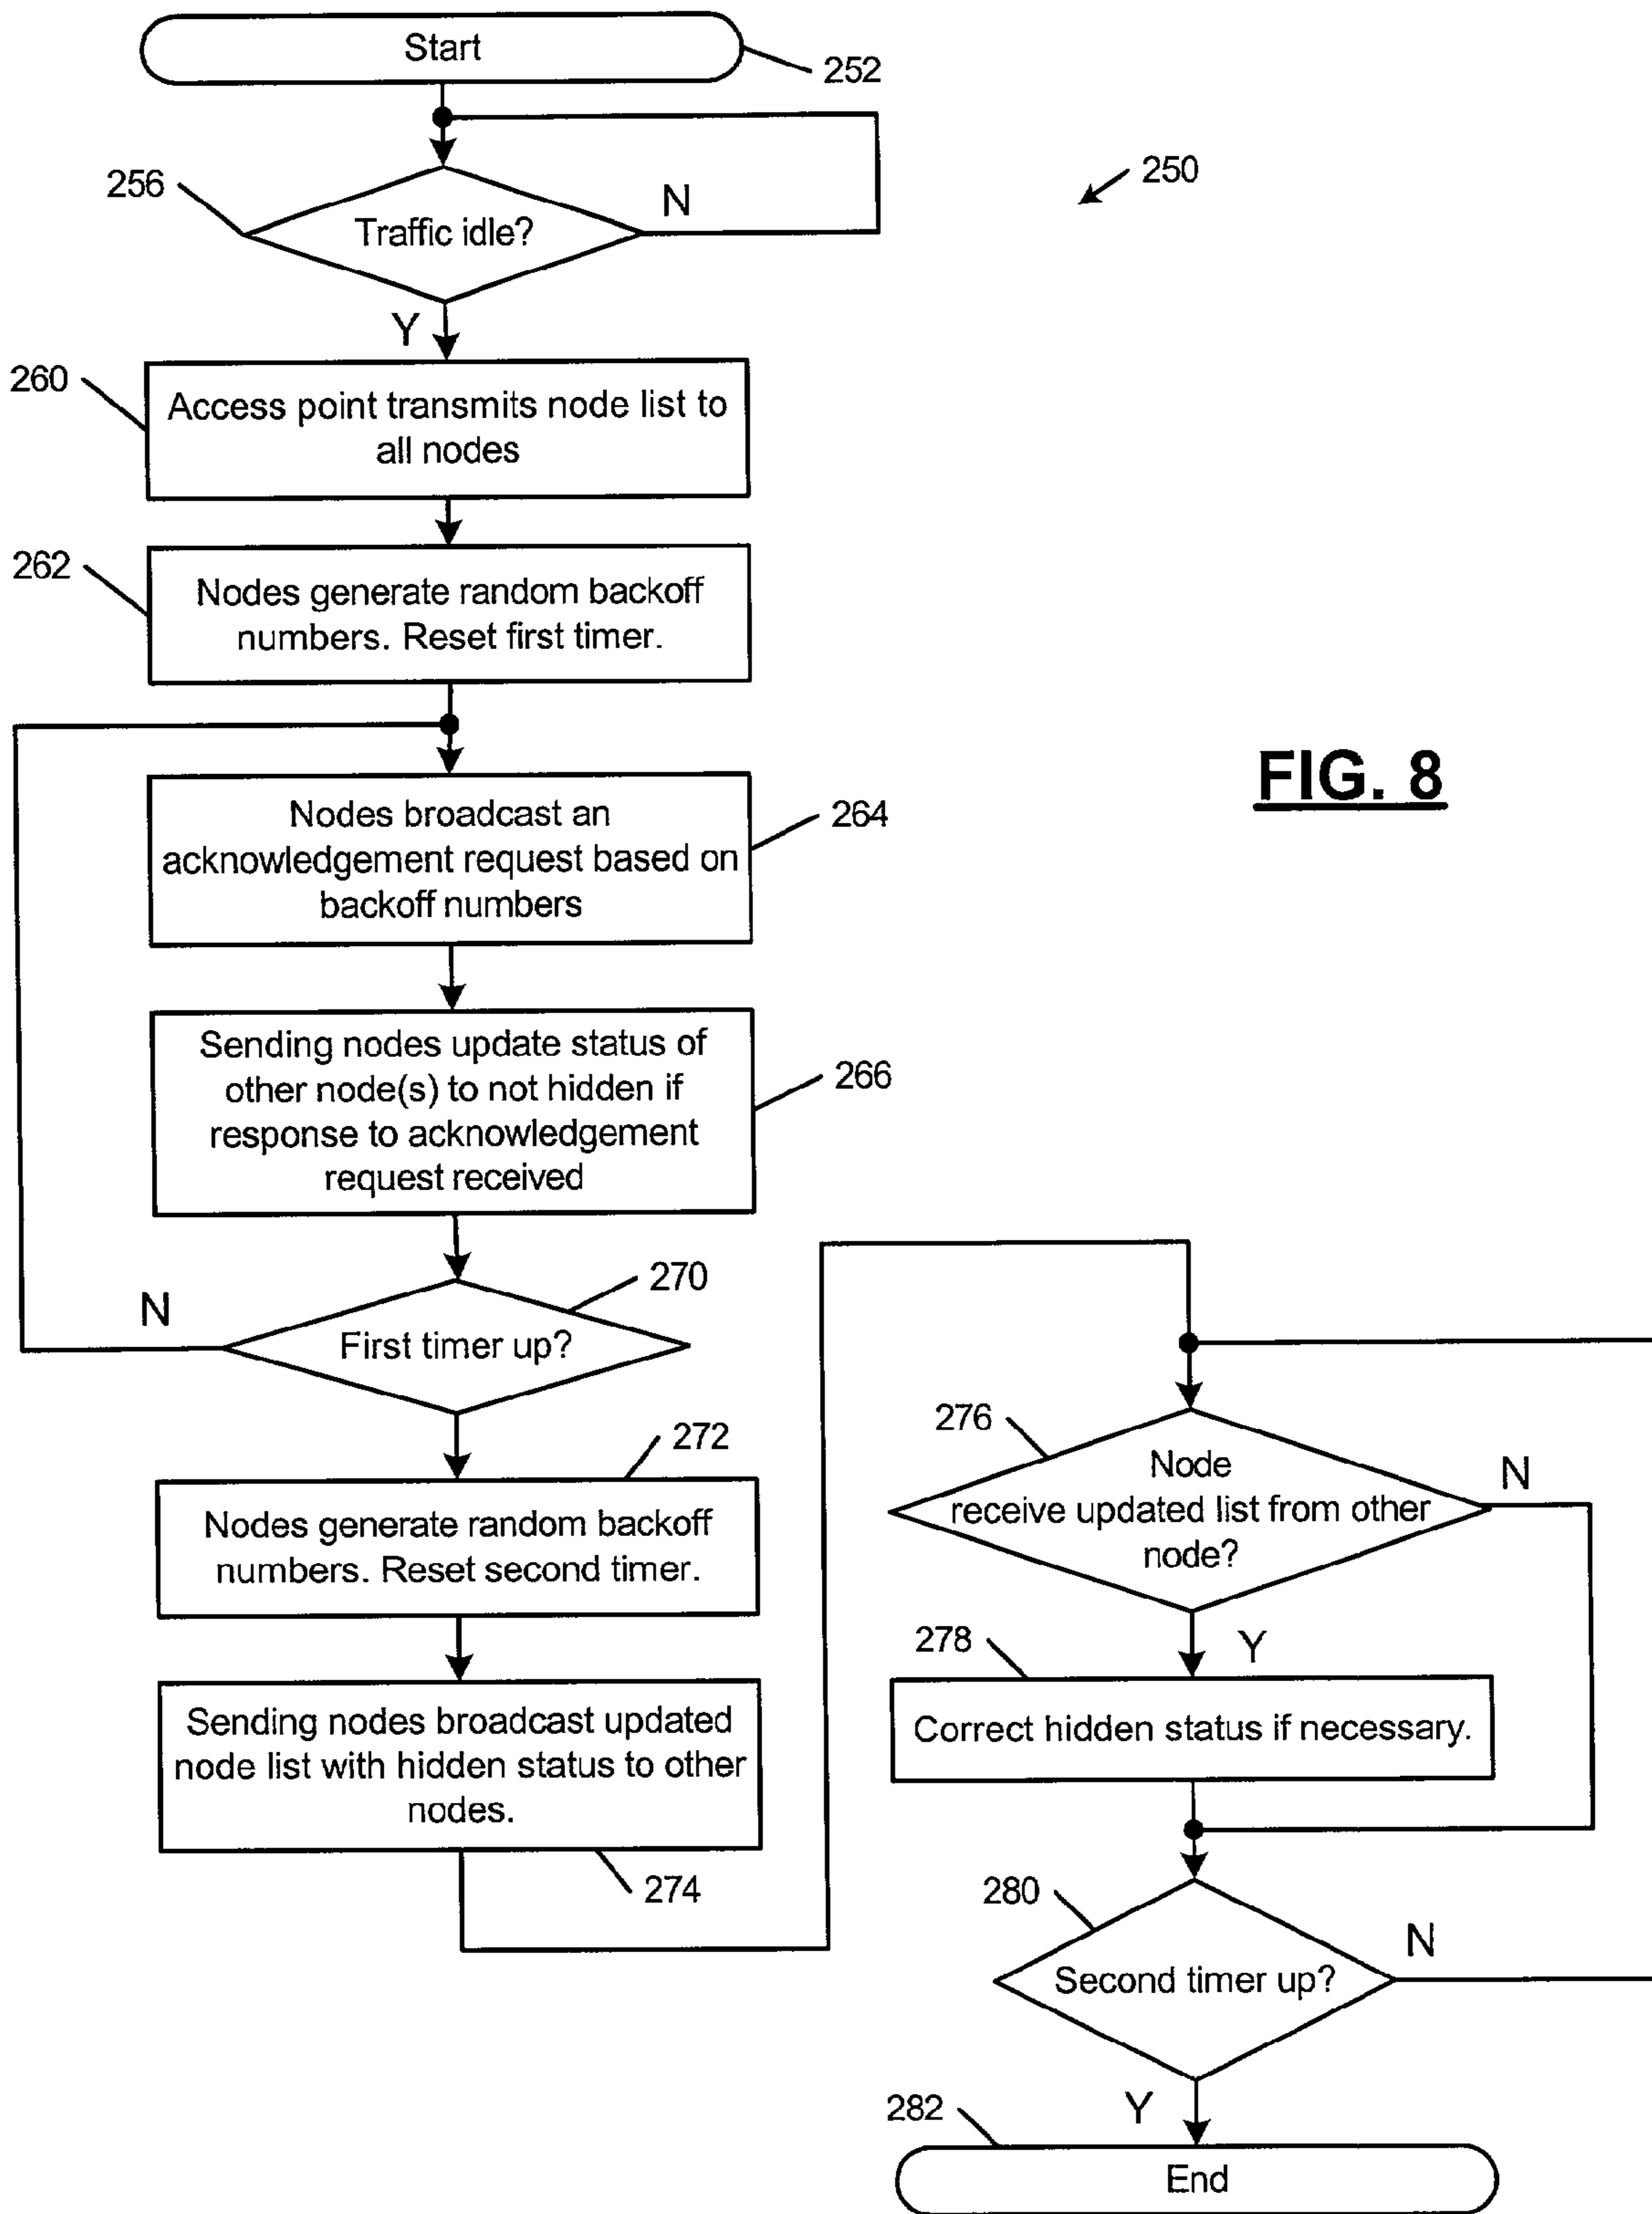 Start
252
250
256
Traffic idle?
N
Y
260
Access point transmits node list to
all nodes
262
Nodes generate random backoff
numbers. Reset first timer.
FIG. 8
264
Nodes broadcast an
acknowledgement request based on
backoff numbers
266
Sending nodes update status of
other node(s) to not hidden if
response to acknowledgement
request received
270
N
First timer up?
272
Nodes generate random backoff
numbers. Reset second timer.
Sending nodes broadcast updated
node list with hidden status to other
nodes.
274
276
Node
receive updated list from other
node?
N
Y
278
Correct hidden status if necessary.
280
Second timer up?
N
Y
282
End